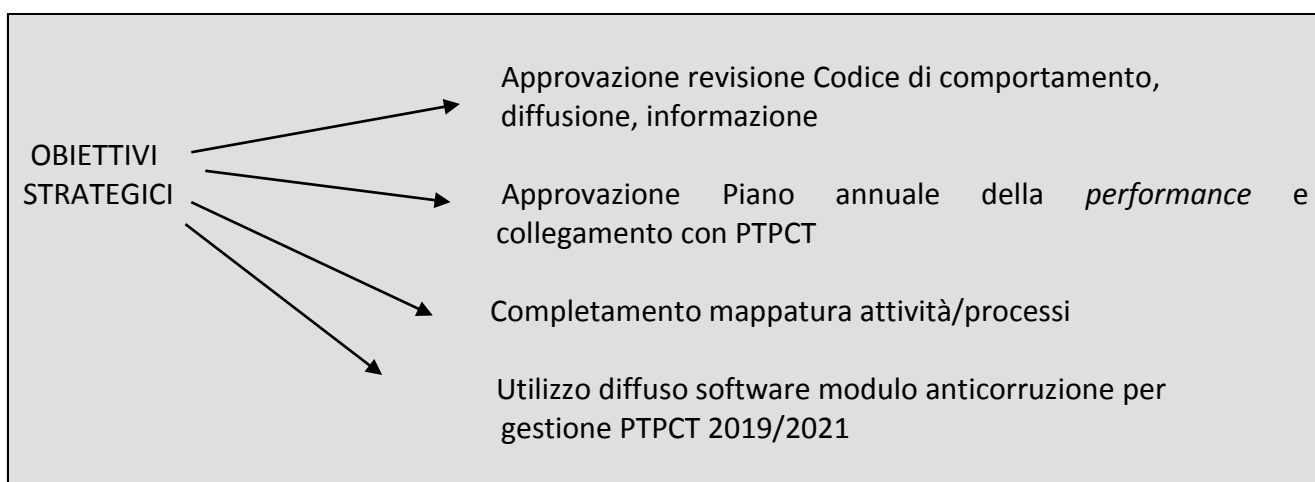 OBIETTIVI
STRATEGICI
Approvazione revisione Codice di comportamento,
diffusione, informazione
Approvazione Piano annuale della performance e
collegamento con PTPCT
Completamento mappatura attività/processi
Utilizzo diffuso software modulo anticorruzione per
gestione PTPCT 2019/2021